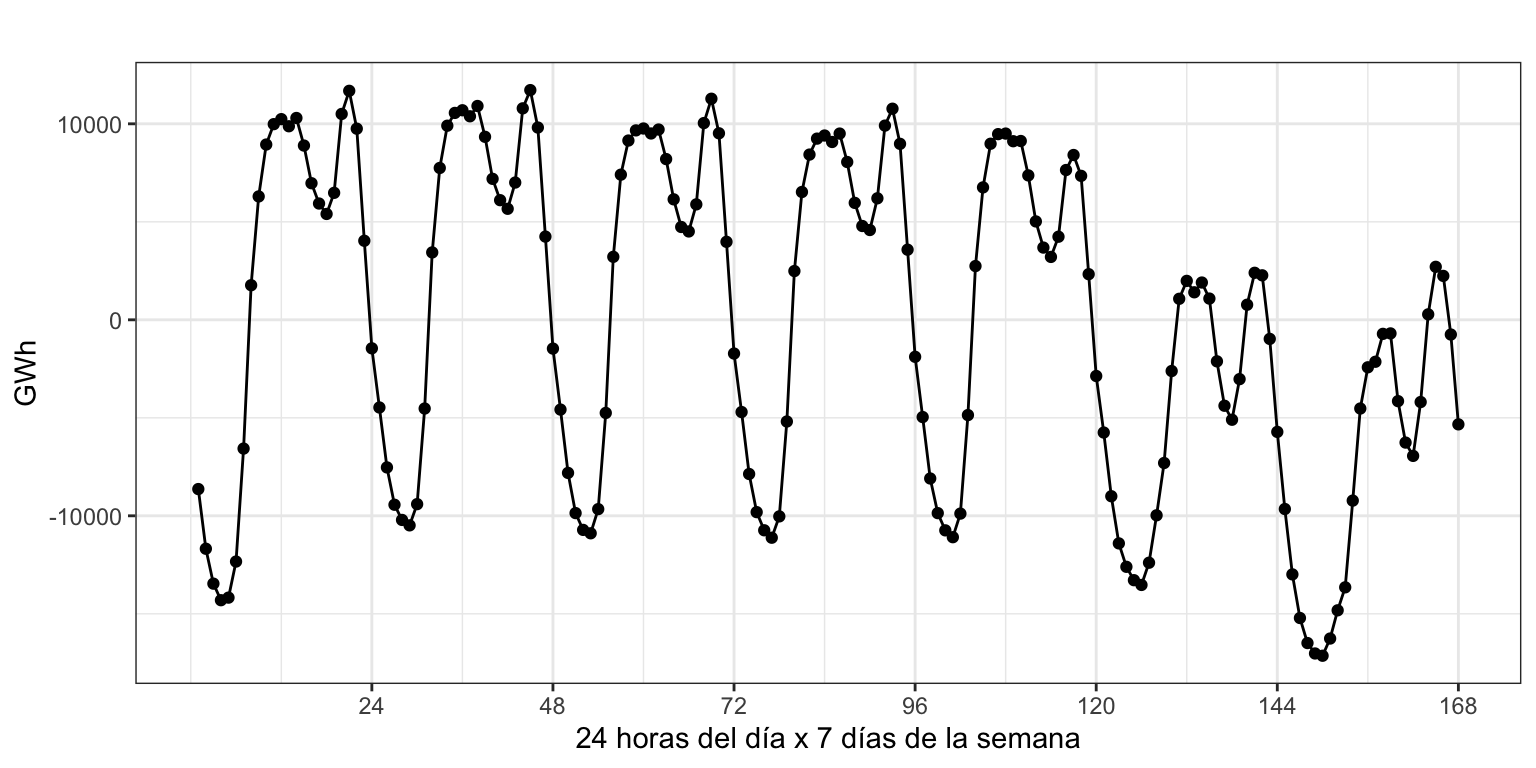 10000
0
-10000
GWh
24 48 72 96 120 144 168
24 horas del día x 7 días de la semana